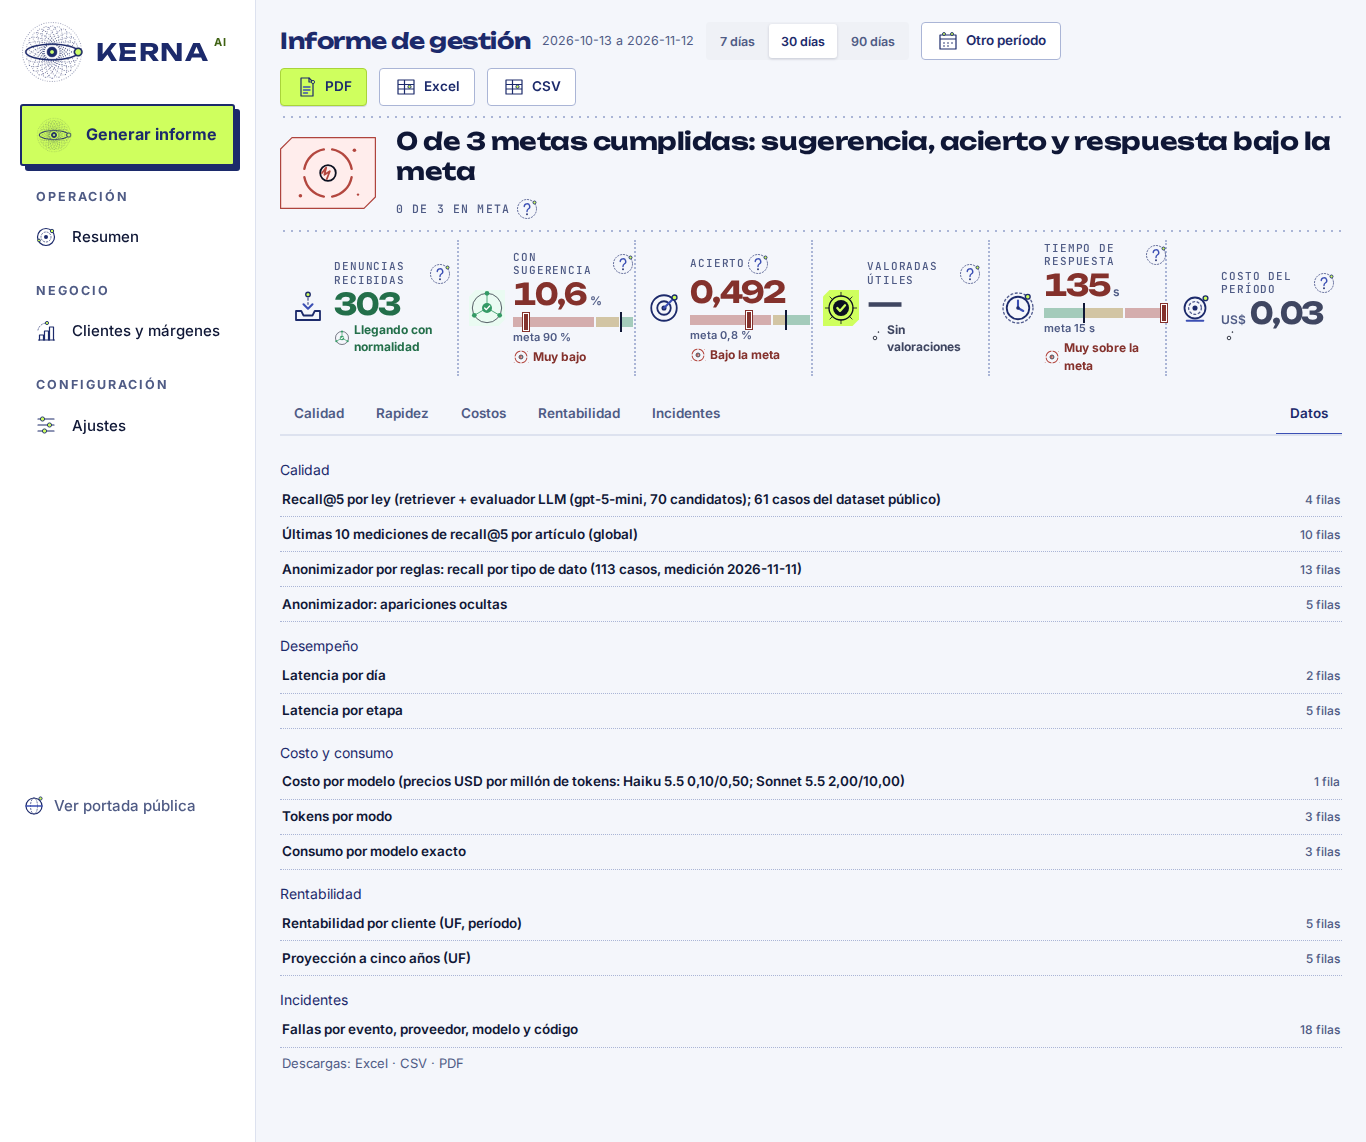 KERNA AI
Generar informe
OPERACIÓN
Resumen
NEGOCIO
Clientes y márgenes
CONFIGURACIÓN
Ajustes
Ver portada pública
Informe de gestión 2026-10-13 a 2026-11-12 7 días 30 días 90 días Otro período
PDF Excel CSV
0 de 3 metas cumplidas: sugerencia, acierto y respuesta bajo la
meta
0 DE 3 EN META ?
DENUNCIAS
RECIBIDAS ?
303
Llegando con
normalidad
CON
SUGERENCIA ?
10,6 %
meta 90 %
Muy bajo
ACIERTO ?
0,492
meta 0,8 %
Bajo la meta
VALORADAS
ÚTILES ?
—
Sin
valoraciones
TIEMPO DE
RESPUESTA ?
135 s
meta 15 s
Muy sobre la
meta
COSTO DEL
PERÍODO ?
US$ 0,03
Calidad Rapidez Costos Rentabilidad Incidentes Datos
Calidad
Recall@5 por ley (retriever + evaluador LLM (gpt-5-mini, 70 candidatos); 61 casos del dataset público) 4 filas
Últimas 10 mediciones de recall@5 por artículo (global) 10 filas
Anonimizador por reglas: recall por tipo de dato (113 casos, medición 2026-11-11) 13 filas
Anonimizador: apariciones ocultas 5 filas
Desempeño
Latencia por día 2 filas
Latencia por etapa 5 filas
Costo y consumo
Costo por modelo (precios USD por millón de tokens: Haiku 5.5 0,10/0,50; Sonnet 5.5 2,00/10,00) 1 fila
Tokens por modo 3 filas
Consumo por modelo exacto 3 filas
Rentabilidad
Rentabilidad por cliente (UF, período) 5 filas
Proyección a cinco años (UF) 5 filas
Incidentes
Fallas por evento, proveedor, modelo y código 18 filas
Descargas: Excel · CSV · PDF